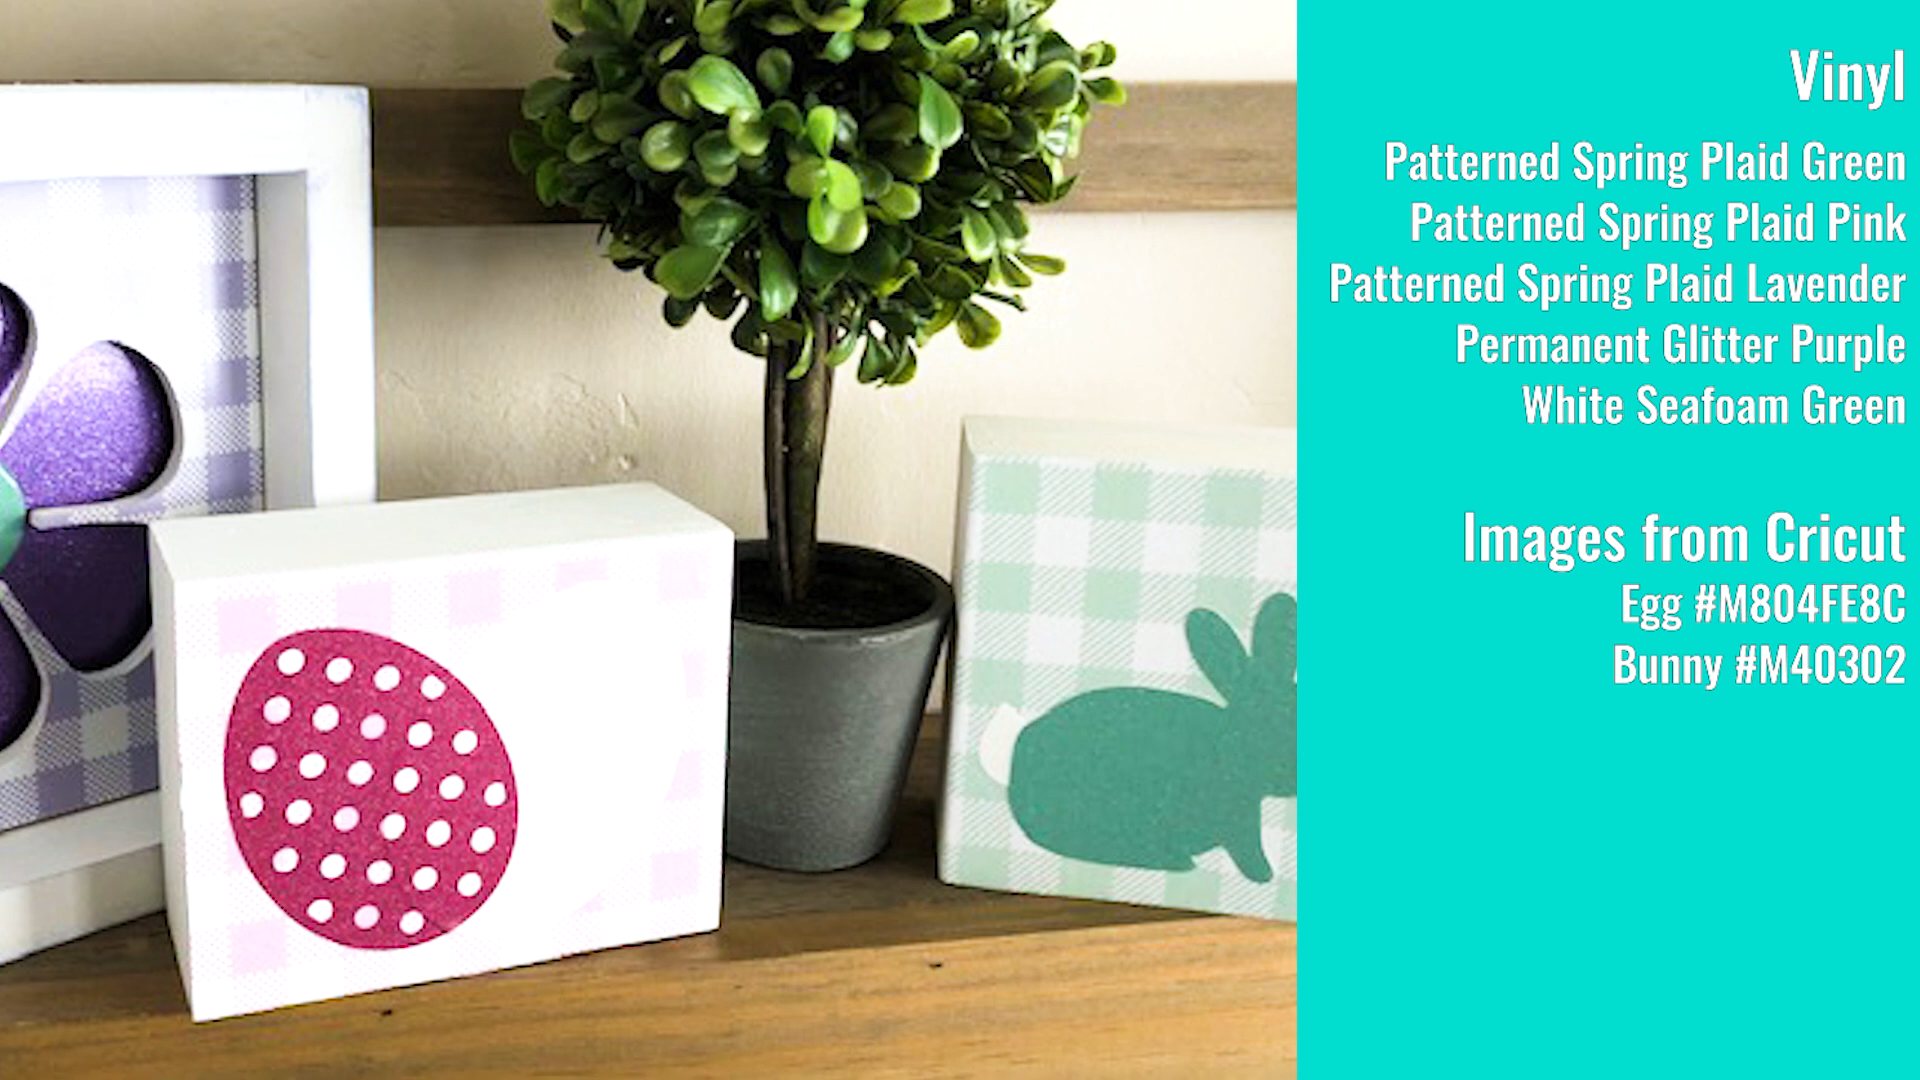 Vinyl
Patterned Spring Plaid Green
Patterned Spring Plaid Pink
Patterned Spring Plaid Lavender
Permanent Glitter Purple
White Seafoam Green
Images from Cricut
Egg #M804FE8C
Bunny #M40302